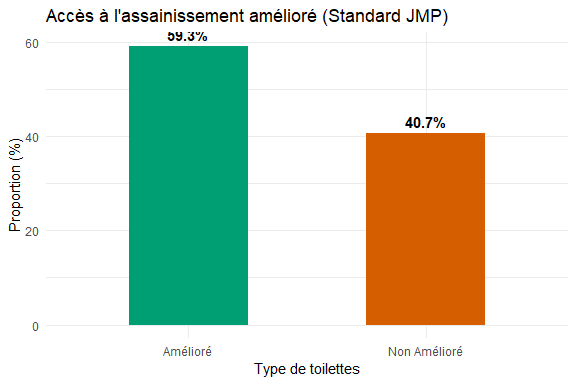 Accès à l'assainissement amélioré (Standard JMP)
59.3%
60
40.7%
40
20
0
Proportion (%)
Amélioré
Non Amélioré
Type de toilettes